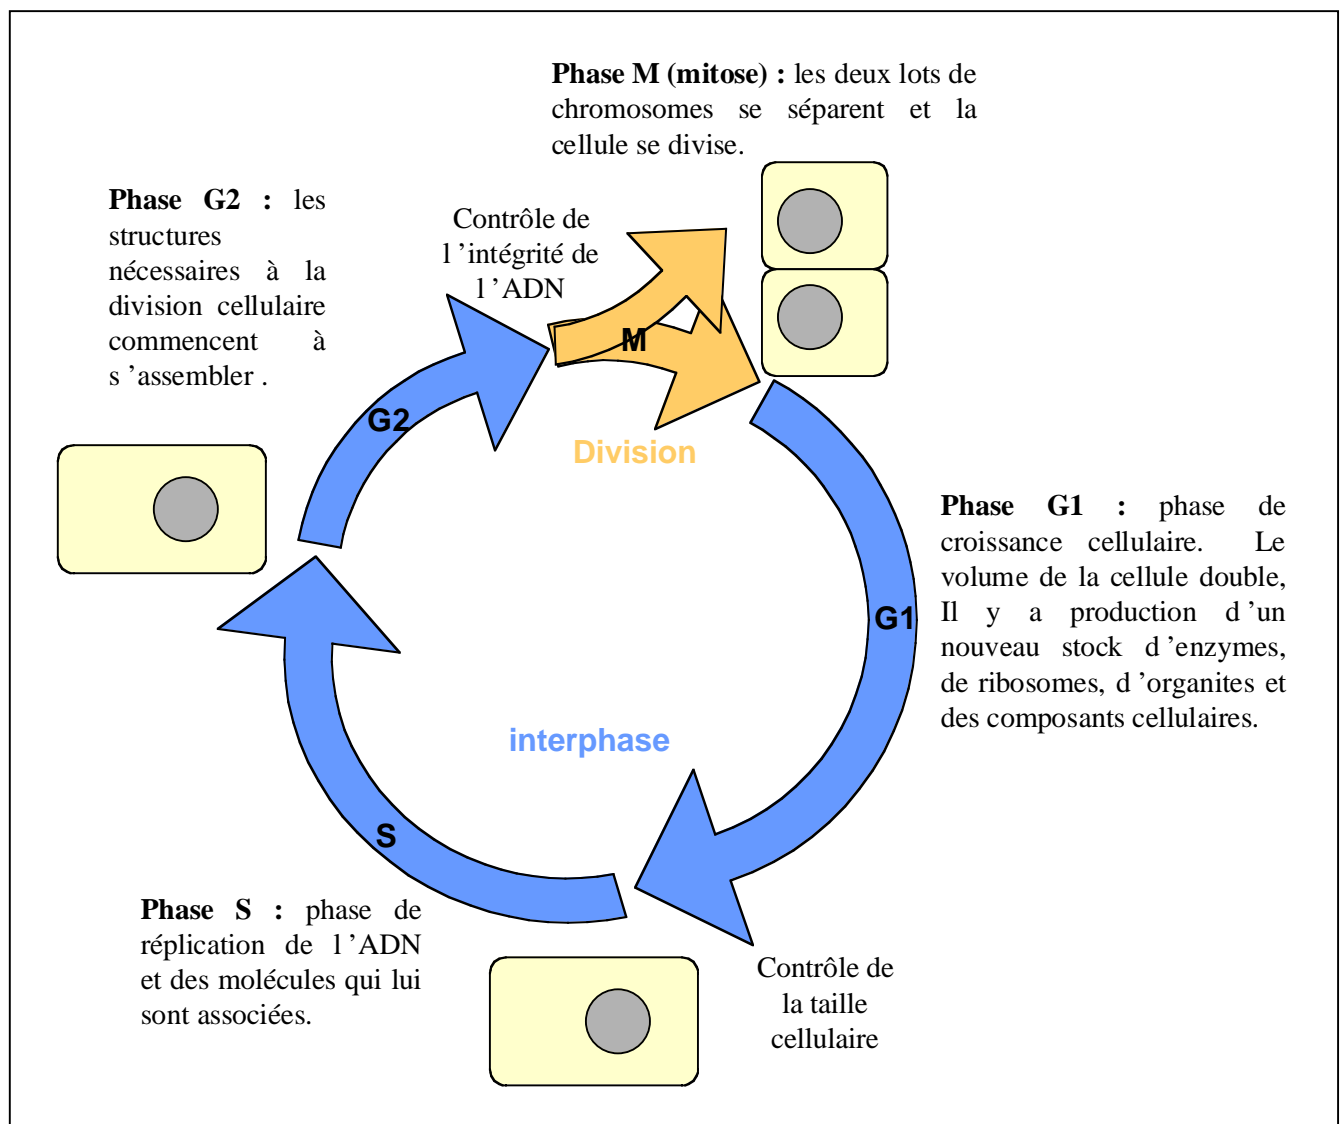 Phase M (mitose) : les deux lots de
chromosomes se séparent et la
cellule se divise.
Phase G2 : les
structures
nécessaires à la
division cellulaire
commencent à
s ’assembler .
Contrôle de
l ’intégrité de
l ’ADN
M
G2
Division
Phase G1 : phase de
croissance cellulaire. Le
volume de la cellule double,
Il y a production d ’un
nouveau stock d ’enzymes,
de ribosomes, d ’organites et
des composants cellulaires.
G1
interphase
S
Phase S : phase de
réplication de l ’ADN
et des molécules qui lui
sont associées.
Contrôle de
la taille
cellulaire